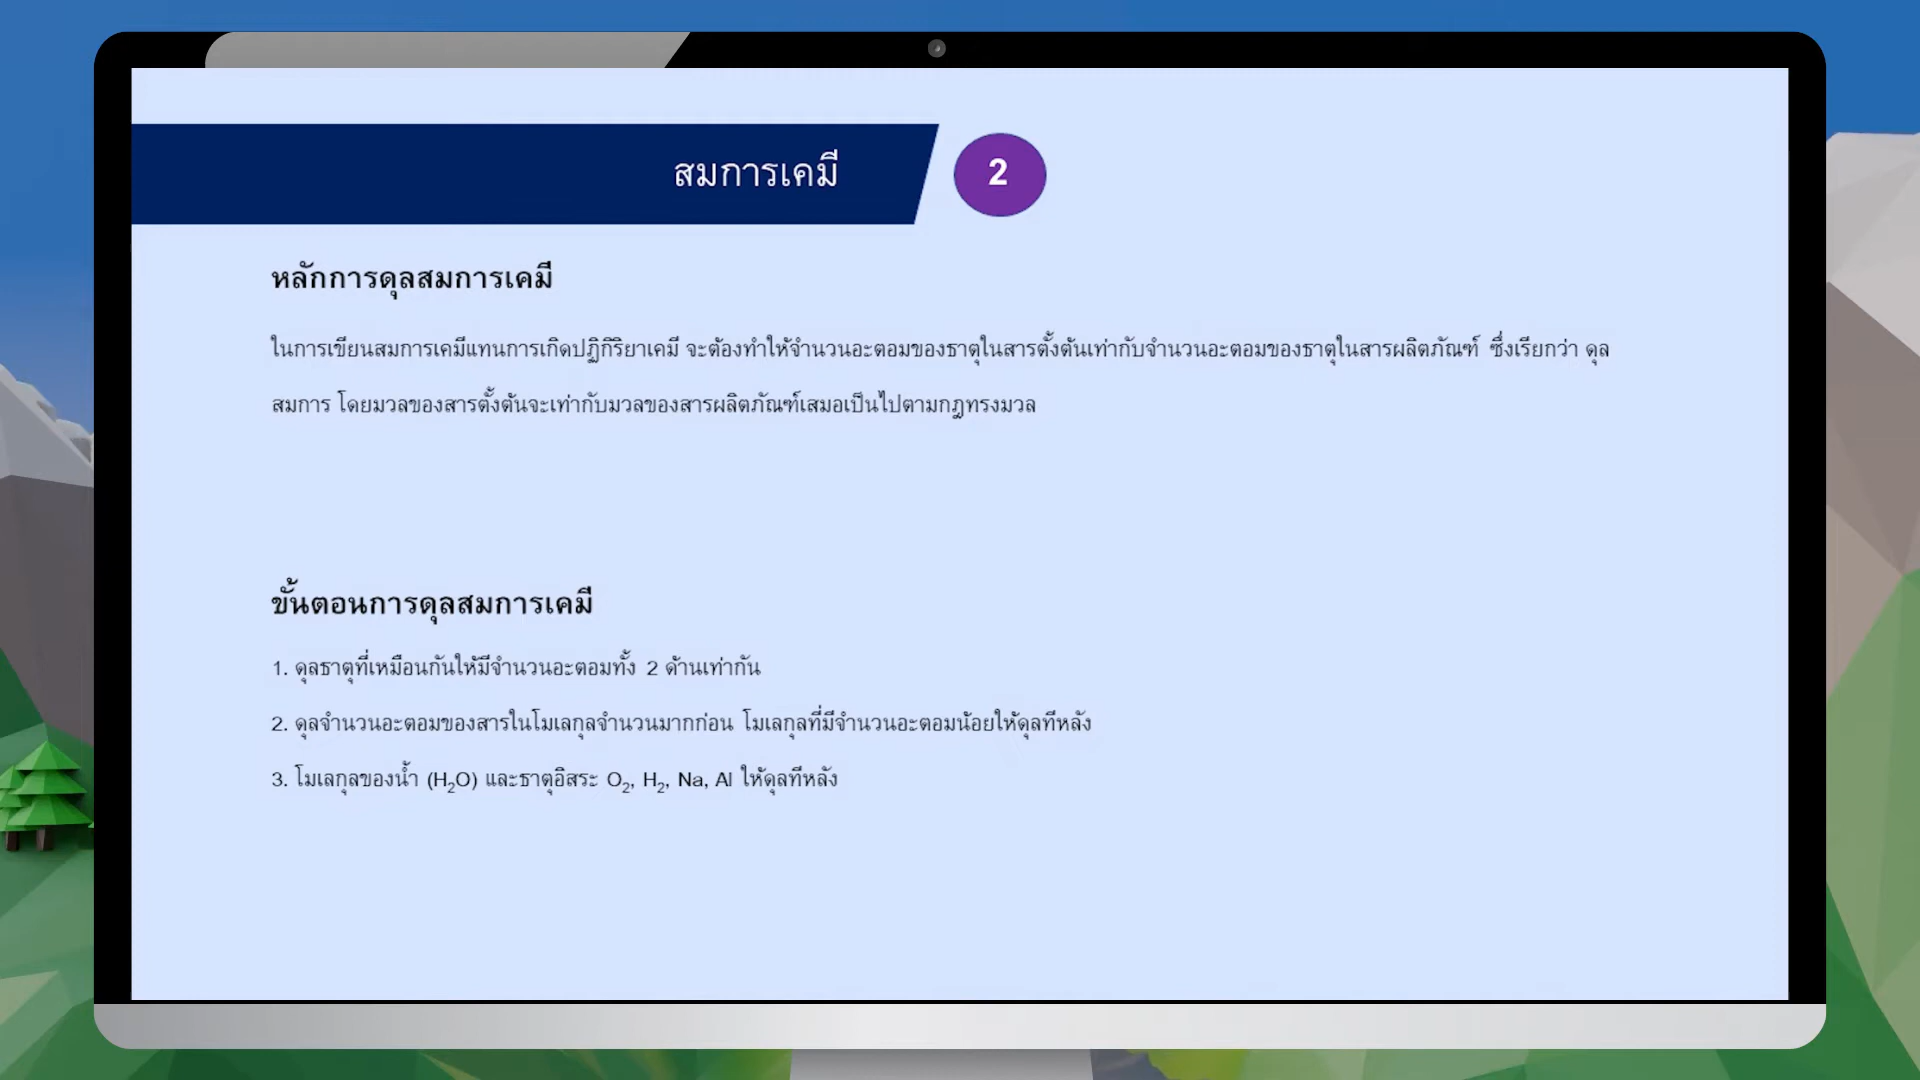 สมการเคมี
2
หลักการดุลสมการเคมี
ในการเขียนสมการเคมีแทนการเกิดปฏิกิริยาเคมี จะต้องทำให้จำนวนอะตอมของธาตุในสารตั้งต้นเท่ากับจำนวนอะตอมของธาตุในสารผลิตภัณฑ์ ซึ่งเรียกว่า ดุล
สมการ โดยมวลของสารตั้งต้นจะเท่ากับมวลของสารผลิตภัณฑ์เสมอเป็นไปตามกฎทรงมวล
ขั้นตอนการดุลสมการเคมี
1. ดุลธาตุที่เหมือนกันให้มีจำนวนอะตอมทั้ง 2 ด้านเท่ากัน
2. ดุลจำนวนอะตอมของสารในโมเลกุลจำนวนมากก่อน โมเลกุลที่มีจำนวนอะตอมน้อยให้ดุลทีหลัง
3. โมเลกุลของน้ำ (H₂O) และธาตุอิสระ O₂, H₂, Na, Al ให้ดุลทีหลัง